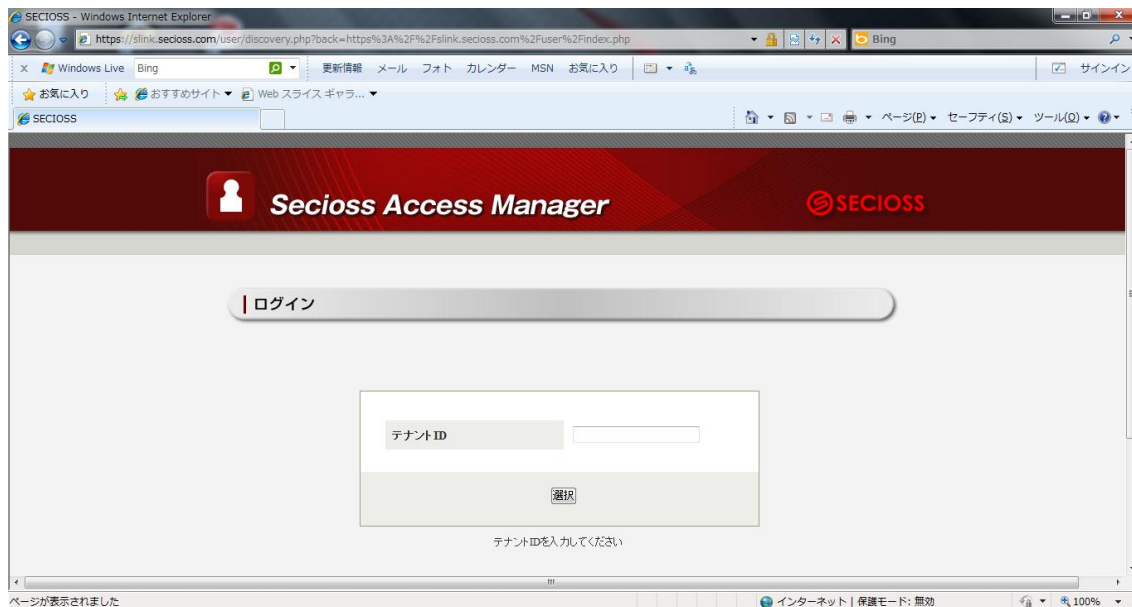 SECIOSS - Windows Internet Explorer
https://slink.secioss.com/user/discovery.php?back=https%3A%2F%2Fslink.secioss.com%2Fuser%2Findex.php
Bing
Windows Live Bing 更新情報 メール フォト カレンダー MSN お気に入り サインイン
お気に入り おすすめサイト Web スライス ギャラ...
SECIOSS ページ(P) セーフティ(S) ツール(O)
Secioss Access Manager
SECIOSS
ログイン
テナントID
選択
テナントIDを入力してください
ページが表示されました インターネット | 保護モード: 無効 100%